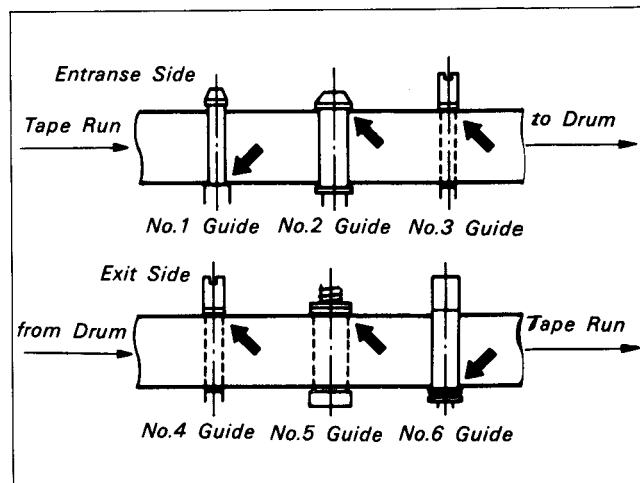 Entranse Side
Tape Run
to Drum
No.1 Guide No.2 Guide No.3 Guide
Exit Side
from Drum
Tape Run
No.4 Guide No.5 Guide No.6 Guide